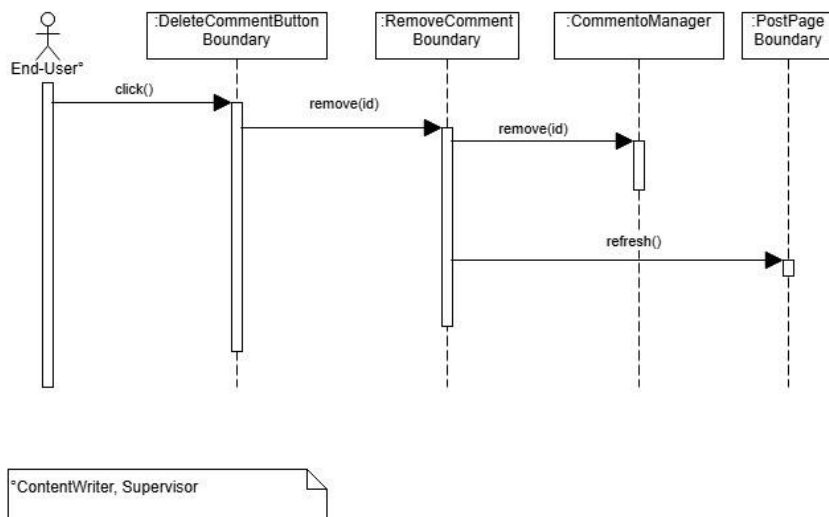 :DeleteCommentButton
Boundary
:RemoveComment
Boundary
:CommentoManager
:PostPage
Boundary
End-User°
click()
remove(id)
remove(id)
refresh()
°ContentWriter, Supervisor